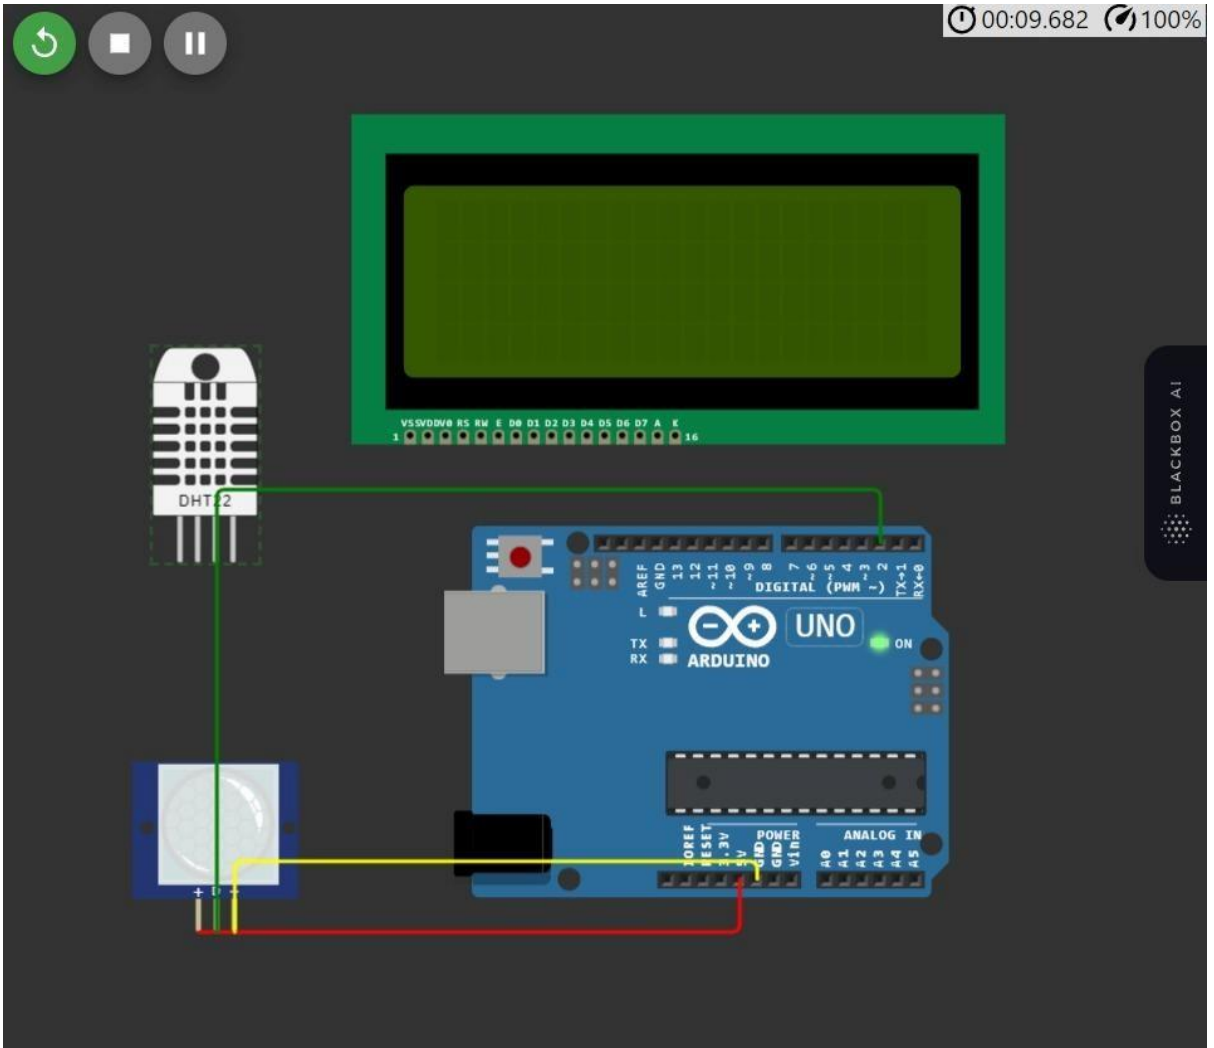 00:09.682 100%
VSS VDD V0 RS RW E D0 D1 D2 D3 D4 D5 D6 D7 A K
1 16
BLACKBOX AI
DHT22
AREF GND 13 12 ~11 ~10 ~9 8 7 ~6 ~5 4 ~3 2 TX→1 RX←0
DIGITAL (PWM ~)
L
TX
RX
UNO
ON
ARDUINO
POWER ANALOG IN
IOREF RESET 3.3V 5V GND GND Vin A0 A1 A2 A3 A4 A5
+ D -